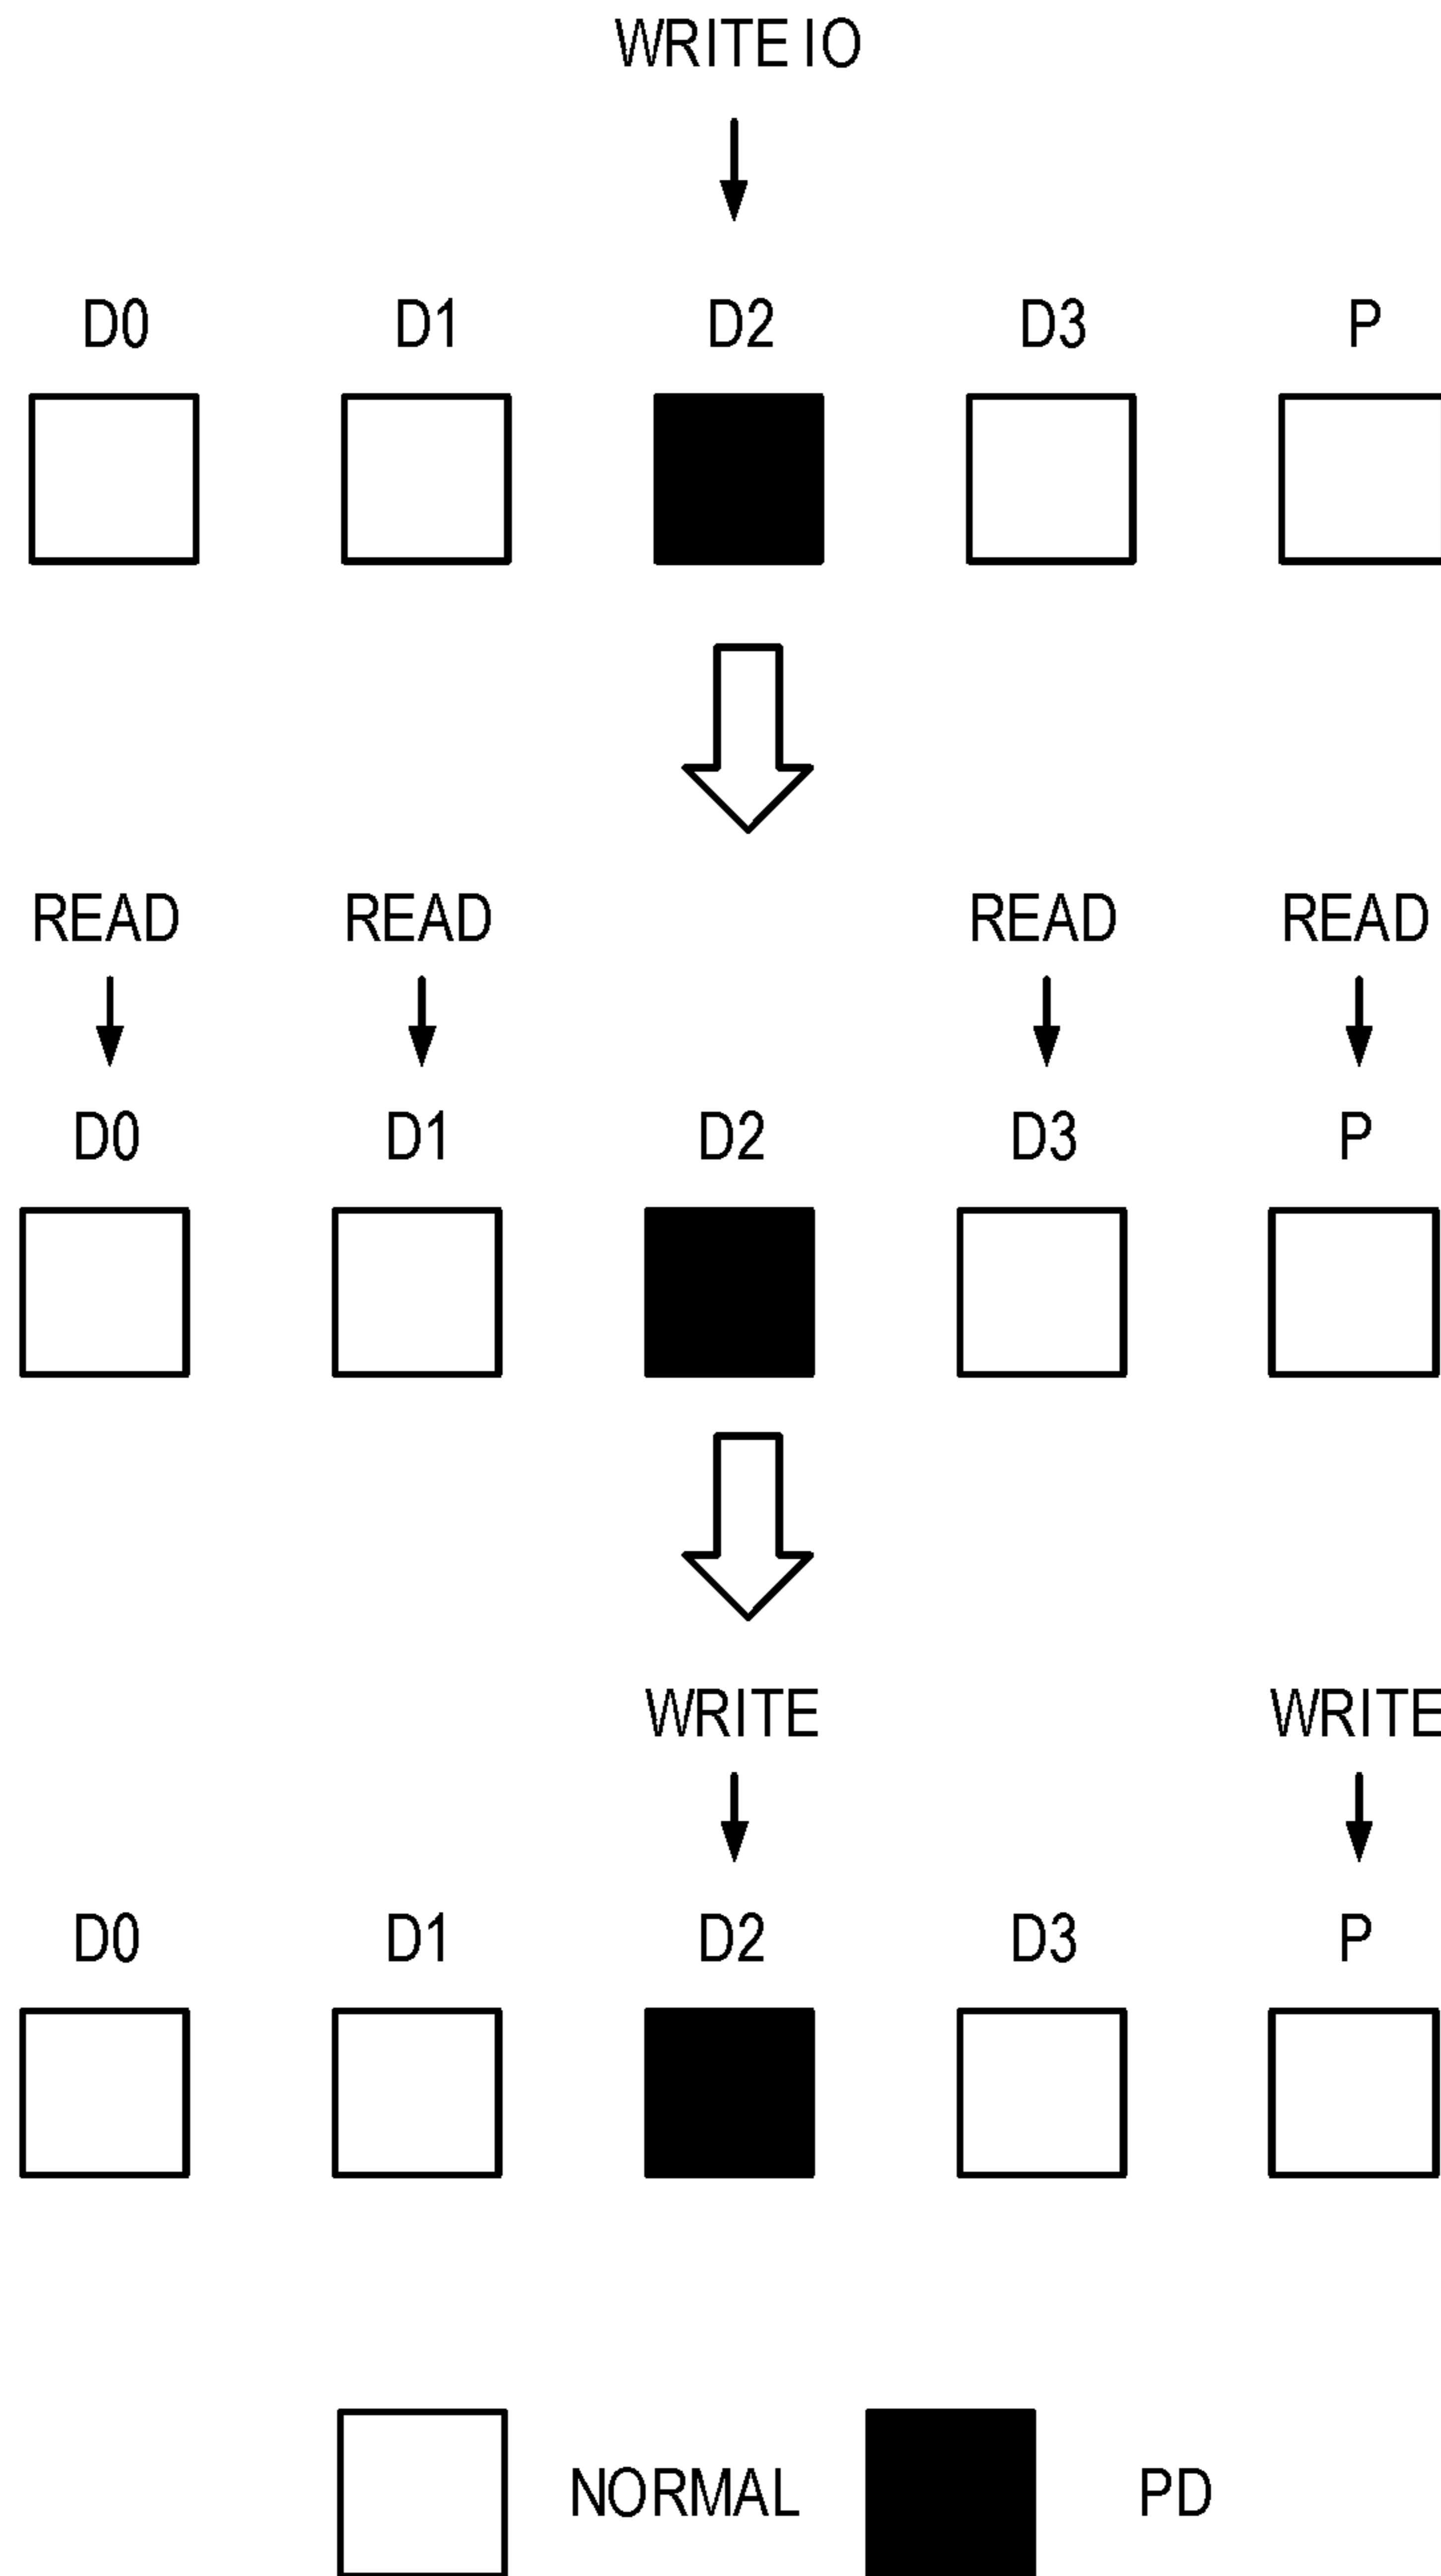 WRITE IO
D0 D1 D2 D3 P
READ READ READ READ
D0 D1 D2 D3 P
WRITE WRITE
D0 D1 D2 D3 P
NORMAL PD